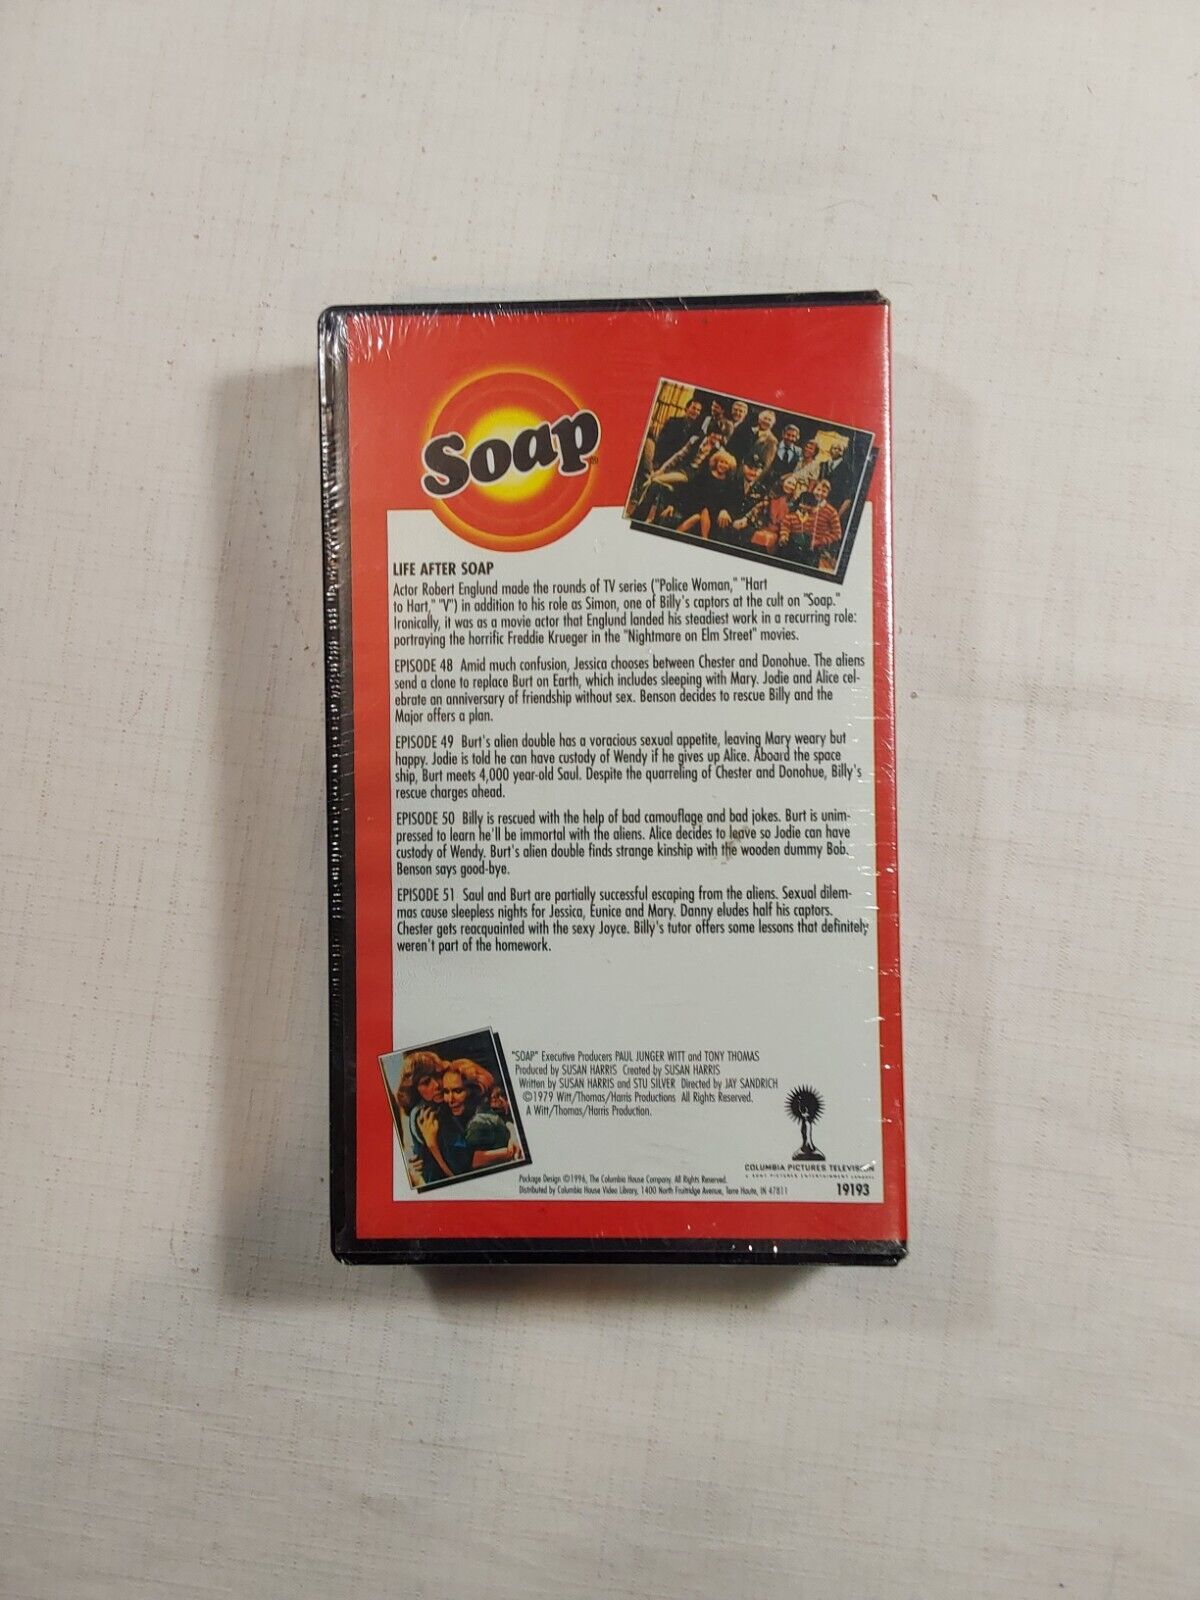 Soap
LIFE AFTER SOAP
Actor Robert Englund made the rounds of TV series ("Police Woman," "Hart
to Hart," "V") in addition to his role as Simon, one of Billy's captors at the cult on "Soap."
Ironically, it was as a movie actor that Englund landed his steadiest work in a recurring role:
portraying the horrific Freddie Krueger in the "Nightmare on Elm Street" movies.
EPISODE 48 Amid much confusion, Jessica chooses between Chester and Donohue. The aliens
send a clone to replace Burt on Earth, which includes sleeping with Mary. Jodie and Alice cel-
ebrate an anniversary of friendship without sex. Benson decides to rescue Billy and the
Major offers a plan.
EPISODE 49 Burt's alien double has a voracious sexual appetite, leaving Mary weary but
happy. Jodie is told he can have custody of Wendy if he gives up Alice. Aboard the space
ship, Burt meets 4,000 year-old Saul. Despite the quarreling of Chester and Donohue, Billy's
rescue charges ahead.
EPISODE 50 Billy is rescued with the help of bad camouflage and bad jokes. Burt is unim-
pressed to learn he'll be immortal with the aliens. Alice decides to leave so Jodie can have
custody of Wendy. Burt's alien double finds strange kinship with the wooden dummy Bob.
Benson says good-bye.
EPISODE 51 Saul and Burt are partially successful escaping from the aliens. Sexual dilem-
mas cause sleepless nights for Jessica, Eunice and Mary. Danny eludes half his captors.
Chester gets reacquainted with the sexy Joyce. Billy's tutor offers some lessons that definitely
weren't part of the homework.
"SOAP" Executive Producers PAUL JUNGER WITT and TONY THOMAS
Produced by SUSAN HARRIS Created by SUSAN HARRIS
Written by SUSAN HARRIS and STU SILVER Directed by JAY SANDRICH
©1979 Witt/Thomas/Harris Productions All Rights Reserved.
A Witt/Thomas/Harris Production.
COLUMBIA PICTURES TELEVISION
A SONY PICTURES ENTERTAINMENT COMPANY
Package Design ©1996, The Columbia House Company. All Rights Reserved.
Distributed by Columbia House Video Library, 1400 North Fruitridge Avenue, Terre Haute, IN 47811
19193